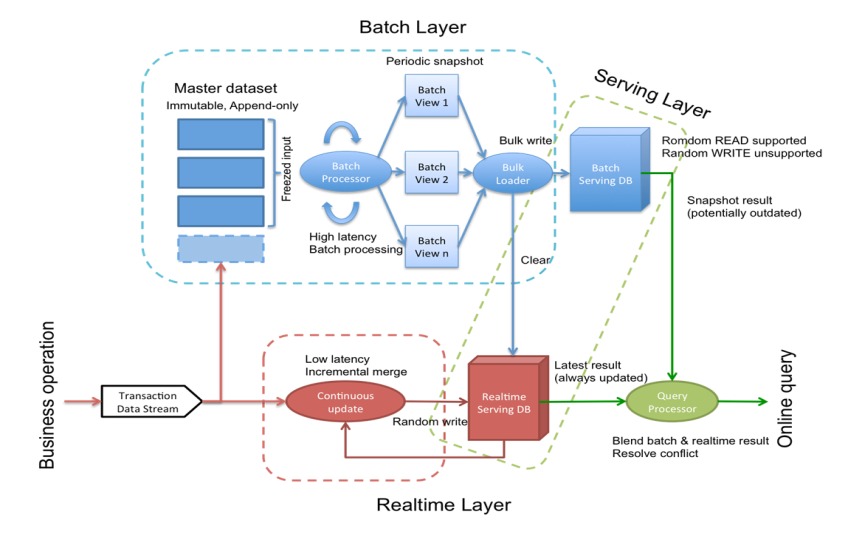 Batch Layer
Periodic snapshot
Master dataset
Immutable, Append-only
Freezed input
Batch
Processor
High latency
Batch processing
Batch
View 1
Batch
View 2
Batch
View n
Bulk write
Bulk
Loader
Serving Layer
Batch
Serving DB
Romdom READ supported
Random WRITE unsupported
Snapshot result
(potentially outdated)
Clear
Business operation
Transaction
Data Stream
Low latency
Incremental merge
Continuous
update
Random write
Realtime
Serving DB
Latest result
(always updated)
Query
Processor
Blend batch & realtime result
Resolve conflict
Online query
Realtime Layer